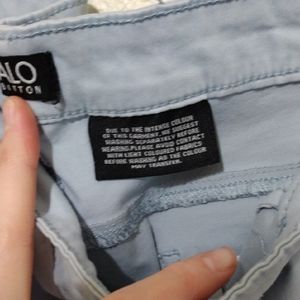 ALO
BITTON
DUE TO THE INTENSE COLOUR
OF THIS GARMENT, WE SUGGEST
WASHING SEPARATELY BEFORE
WEARING. PLEASE AVOID CONTACT
WITH LIGHT COLOURED FABRICS
BEFORE WASHING AS THE COLOUR
MAY TRANSFER.